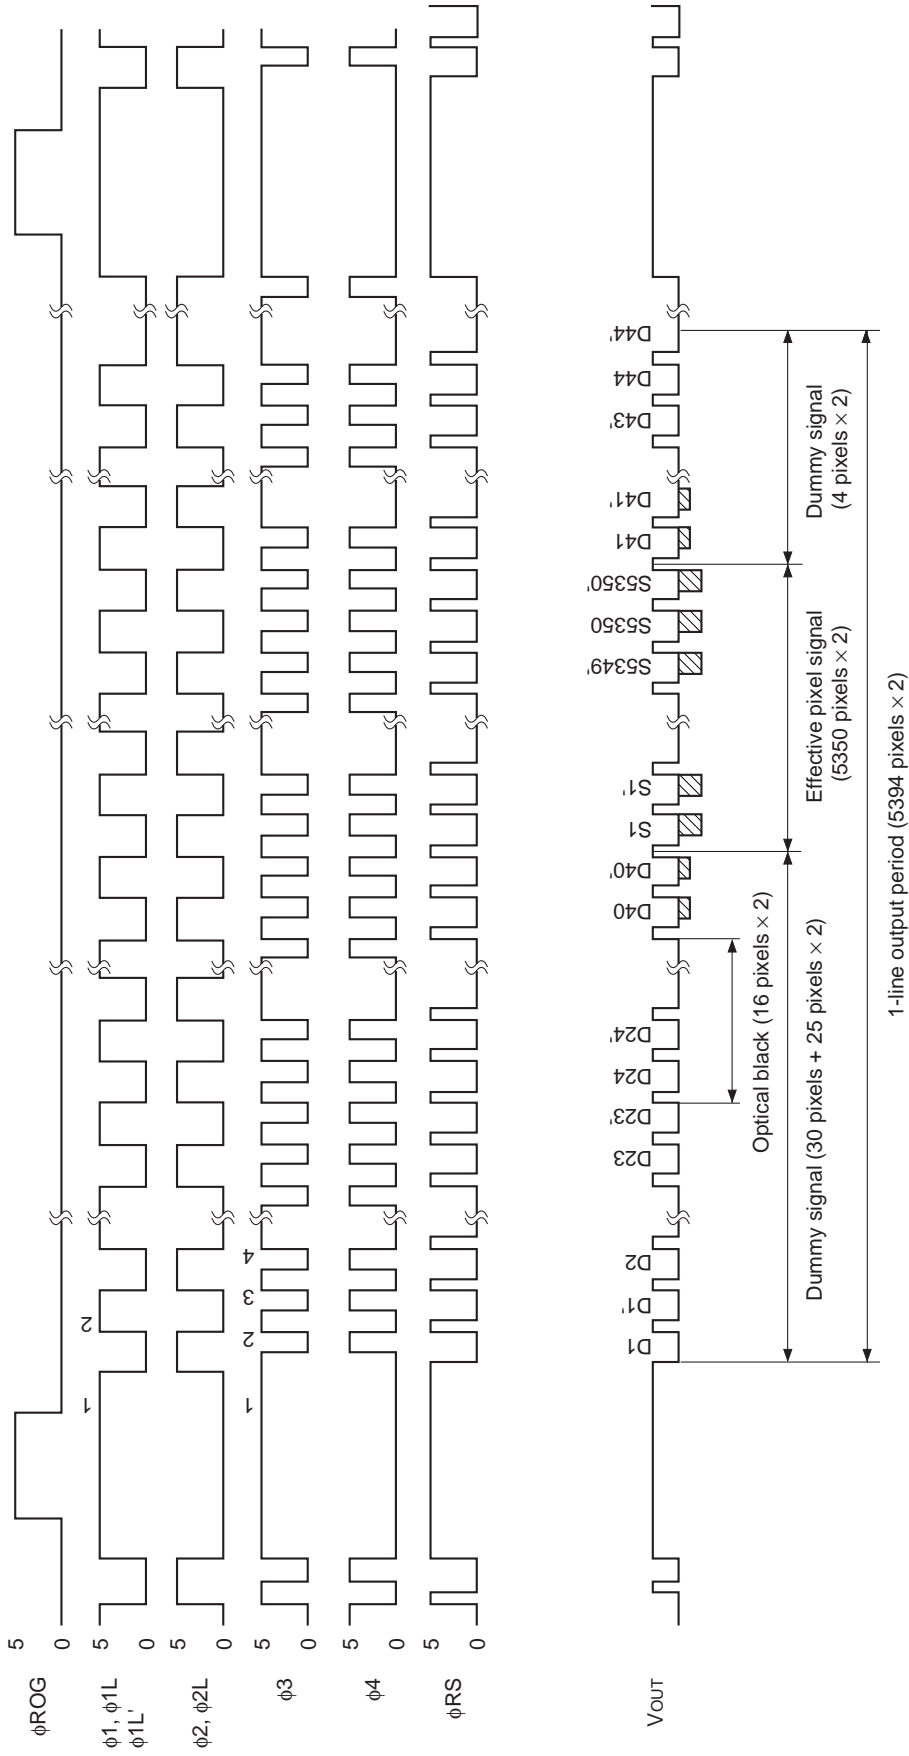 φROG
5
0
φ1, φ1L
φ1L'
5
0
1
2
φ2, φ2L
5
0
φ3
5
0
1
2
3
4
φ4
5
0
φRS
5
0
VOUT
D1
D1'
D2
D23
D23'
D24
D24'
D40
D40'
S1
S1'
S5349'
S5350
S5350'
D41
D41'
D43'
D44
D44'
Optical black (16 pixels × 2)
Dummy signal (30 pixels + 25 pixels × 2)
Effective pixel signal
(5350 pixels × 2)
Dummy signal
(4 pixels × 2)
1-line output period (5394 pixels × 2)